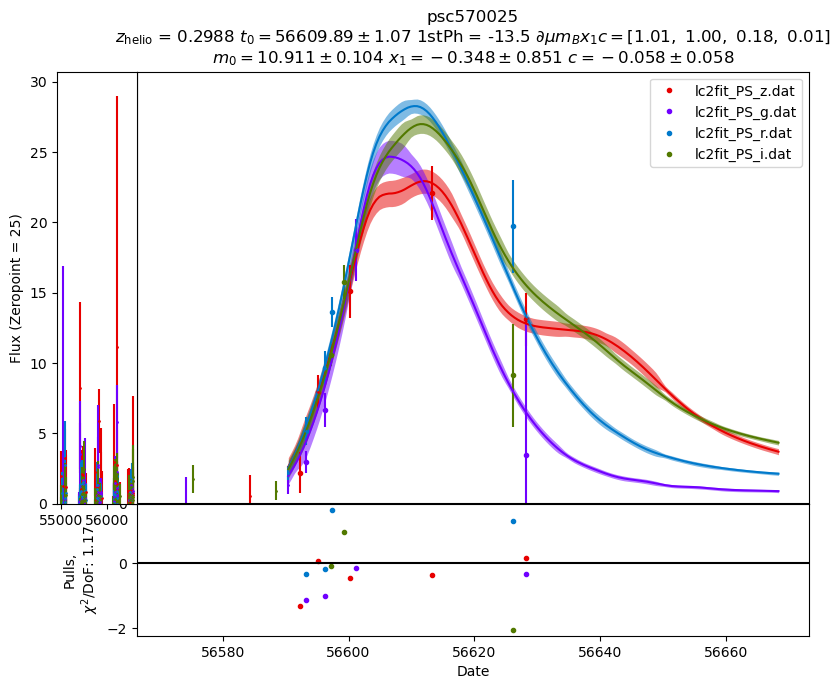 psc570025
z_helio = 0.2988 t_0 = 56609.89 ± 1.07 1stPh = -13.5 ∂μm_Bx_1c = [1.01, 1.00, 0.18, 0.01]
m_0 = 10.911 ± 0.104 x_1 = −0.348 ± 0.851 c = −0.058 ± 0.058
lc2fit_PS_z.dat
lc2fit_PS_g.dat
lc2fit_PS_r.dat
lc2fit_PS_i.dat
Flux (Zeropoint = 25)
30
25
20
15
10
5
0
55000
56000
0
Pulls,
χ²/DoF: 1.17
0
−2
56580
56600
56620
56640
56660
Date